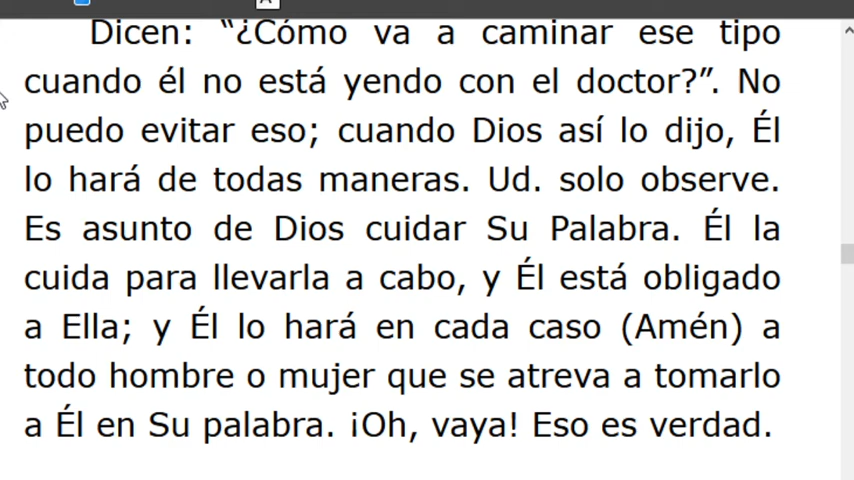 Dicen: “¿Cómo va a caminar ese tipo
cuando él no está yendo con el doctor?”. No
puedo evitar eso; cuando Dios así lo dijo, Él
lo hará de todas maneras. Ud. solo observe.
Es asunto de Dios cuidar Su Palabra. Él la
cuida para llevarla a cabo, y Él está obligado
a Ella; y Él lo hará en cada caso (Amén) a
todo hombre o mujer que se atreva a tomarlo
a Él en Su palabra. ¡Oh, vaya! Eso es verdad.